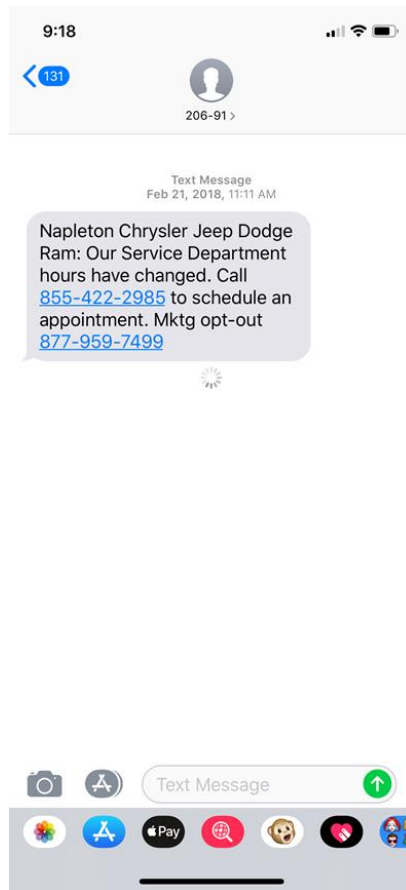 9:18
131
206-91 >
Text Message
Feb 21, 2018, 11:11 AM
Napleton Chrysler Jeep Dodge
Ram: Our Service Department
hours have changed. Call
855-422-2985 to schedule an
appointment. Mktg opt-out
877-959-7499
Text Message
Pay